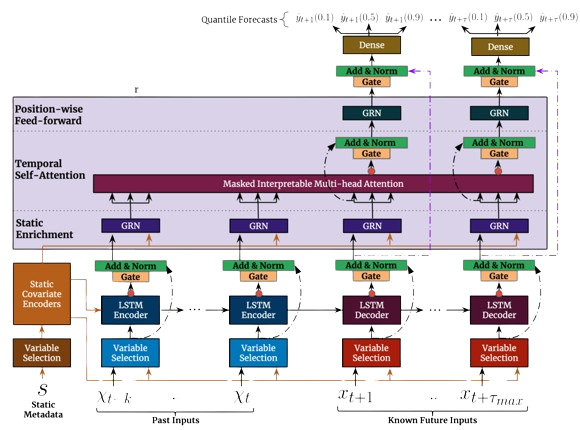 Quantile Forecasts { ŷt+1(0.1) ŷt+1(0.5) ŷt+1(0.9) ... ŷt+τ(0.1) ŷt+τ(0.5) ŷt+τ(0.9)
Dense Dense
Add & Norm Add & Norm
Gate Gate
r
Position-wise
Feed-forward
GRN GRN
Add & Norm Add & Norm
Gate Gate
Temporal
Self-Attention
Masked Interpretable Multi-head Attention
Static
Enrichment
GRN GRN GRN GRN
Add & Norm Add & Norm Add & Norm Add & Norm
Gate Gate Gate Gate
Static
Covariate
Encoders
LSTM
Encoder
...
LSTM
Encoder
LSTM
Decoder
...
LSTM
Decoder
Variable
Selection
Variable
Selection
Variable
Selection
Variable
Selection
Variable
Selection
s
Static
Metadata
χt-k . χt xt+1 .. xt+τmax
Past Inputs Known Future Inputs